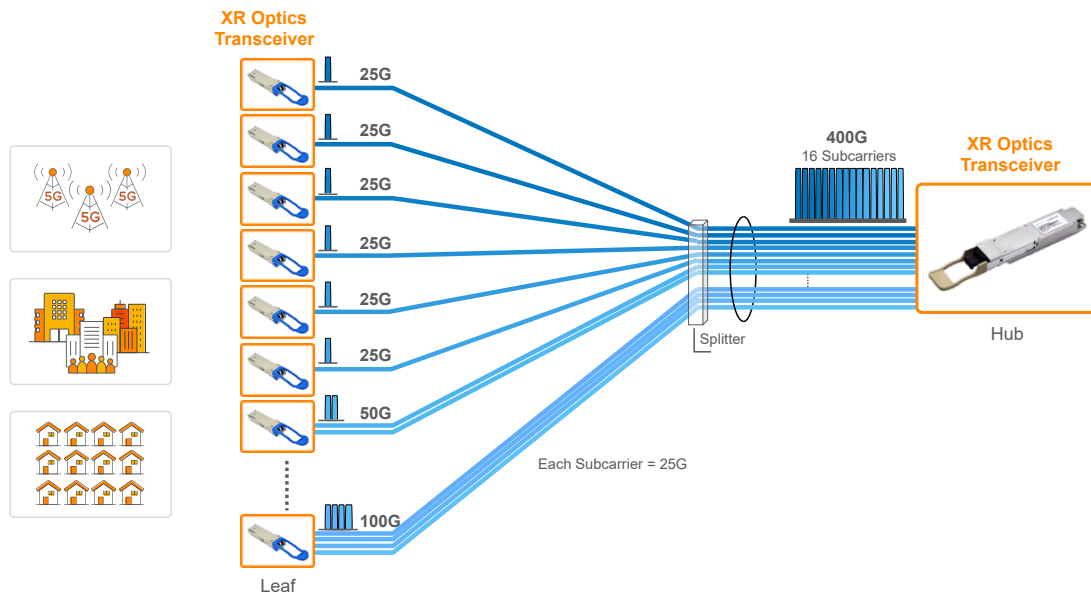 XR Optics
Transceiver
25G
25G
25G
25G
25G
25G
50G
100G
Leaf
5G
5G
5G
400G
16 Subcarriers
XR Optics
Transceiver
Splitter
Hub
Each Subcarrier = 25G